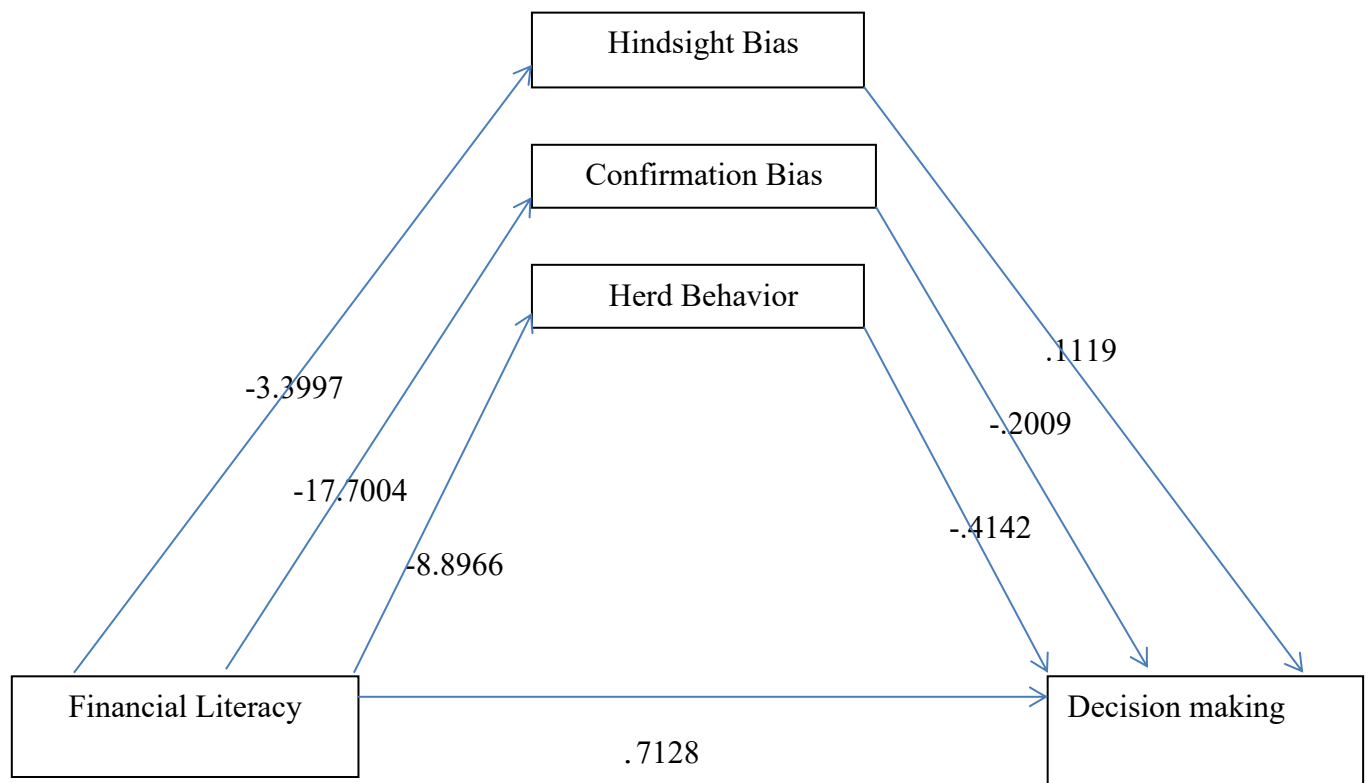 Hindsight Bias
Confirmation Bias
Herd Behavior
.1119
-3.3997
-.2009
-17.7004
-.4142
-8.8966
Financial Literacy
Decision making
.7128